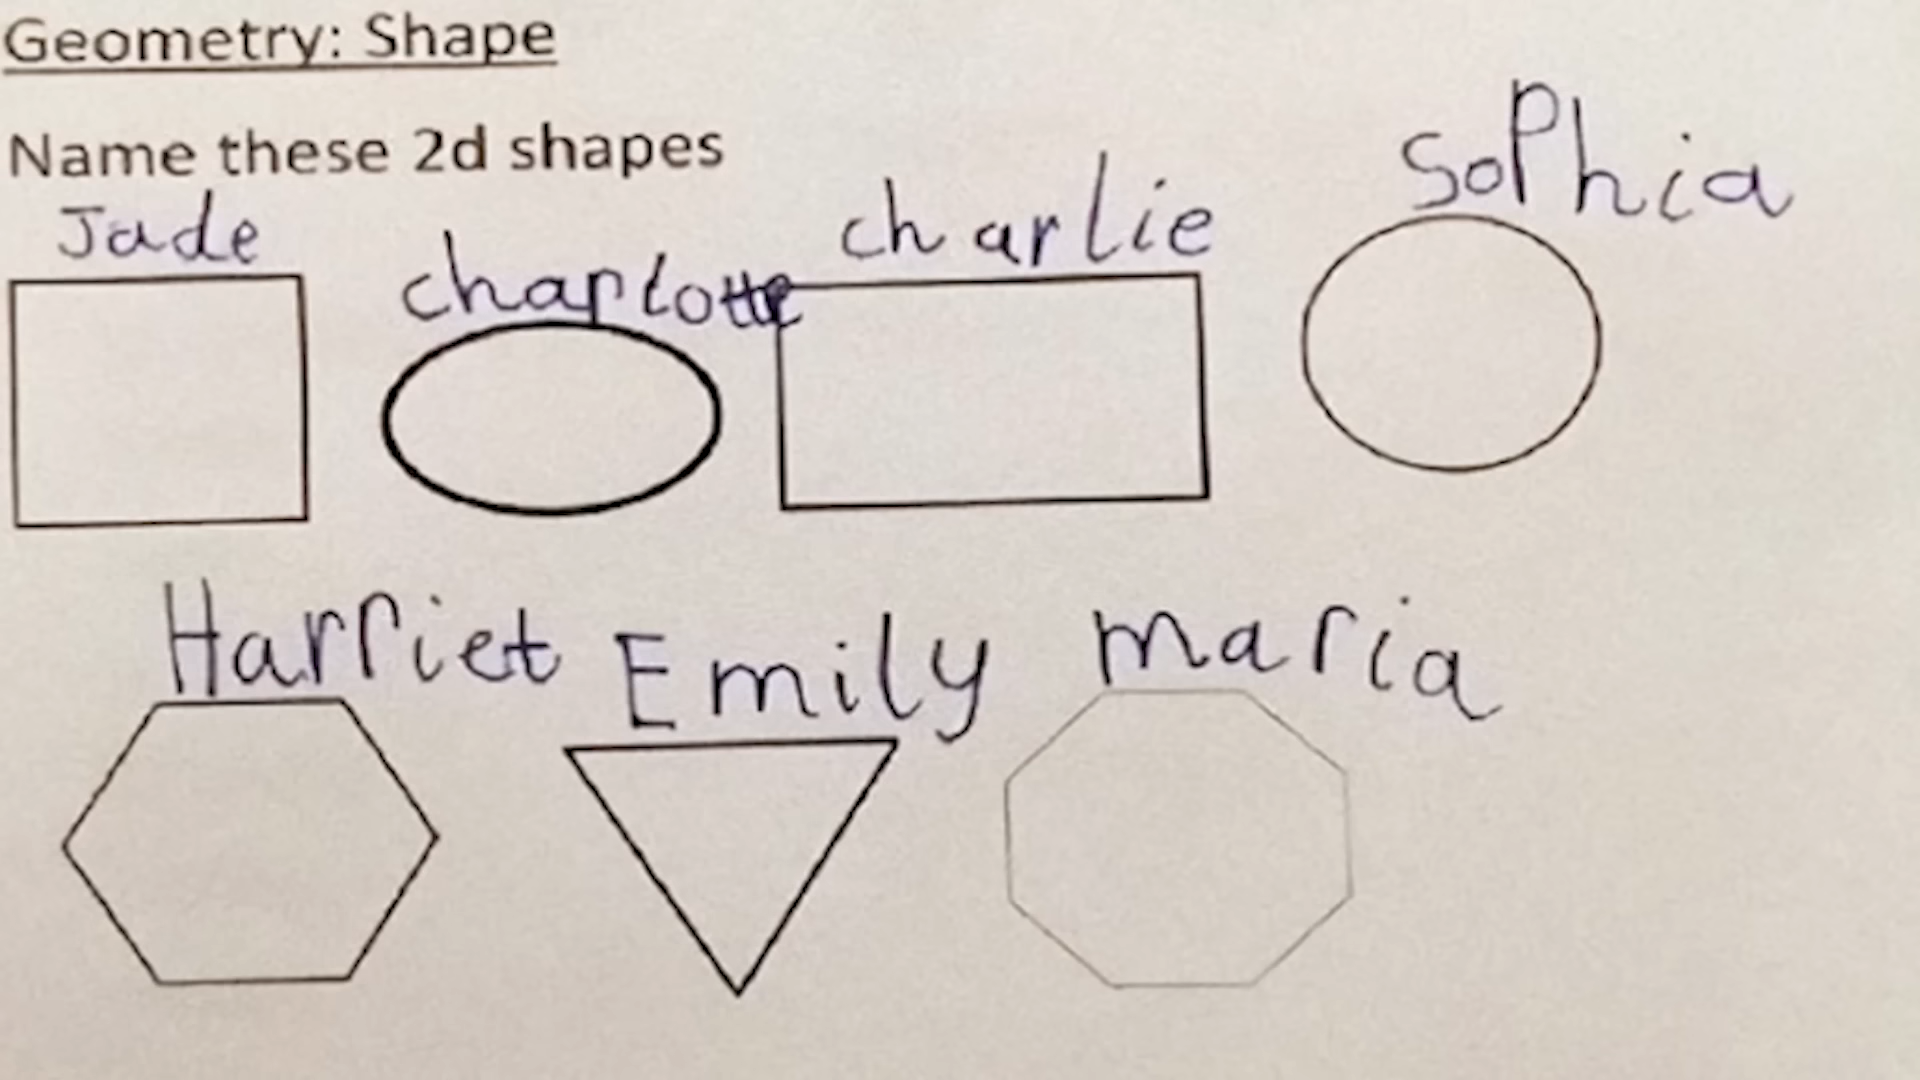 Geometry: Shape
Name these 2d shapes
Jade charlotte charlie Sophia
Harriet Emily maria